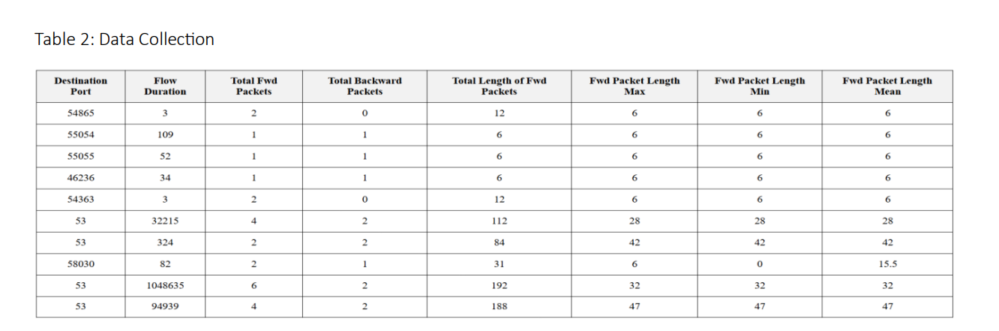 Table 2: Data Collection
Destination Port Flow Duration Total Fwd Packets Total Backward Packets Total Length of Fwd Packets Fwd Packet Length Max Fwd Packet Length Min Fwd Packet Length Mean
54865 3 2 0 12 6 6 6
55054 109 1 1 6 6 6 6
55055 52 1 1 6 6 6 6
46236 34 1 1 6 6 6 6
54363 3 2 0 12 6 6 6
53 32215 4 2 112 28 28 28
53 324 2 2 84 42 42 42
58030 82 2 1 31 6 0 15.5
53 1048635 6 2 192 32 32 32
53 94939 4 2 188 47 47 47